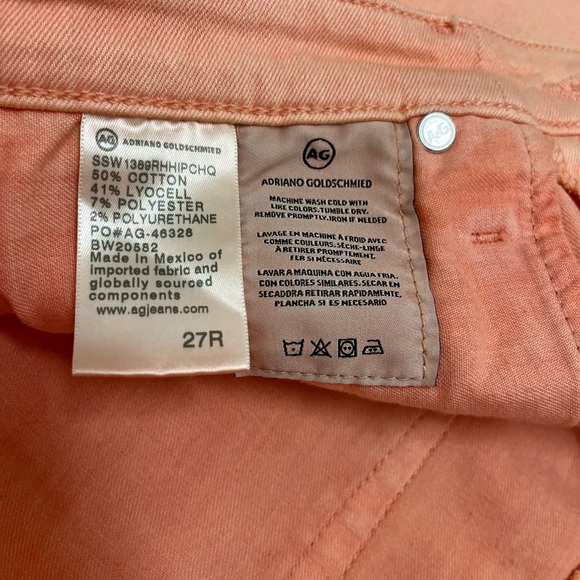 AG
ADRIANO GOLDSCHMIED
SSW1389RHHIPCHQ
50% COTTON
41% LYOCELL
7% POLYESTER
2% POLYURETHANE
PO#AG-46328
BW20582
Made in Mexico of
imported fabric and
globally sourced
components
www.agjeans.com
27R
AG
ADRIANO GOLDSCHMIED
MACHINE WASH COLD WITH
LIKE COLORS. TUMBLE DRY.
REMOVE PROMPTLY. IRON IF NEEDED
LAVAGE EN MACHINE À FROID AVEC
COMME COULEURS. SÈCHE-LINGE
À RETIRER PROMPTEMENT.
FER SI NÉCESSAIRE
LAVAR A MAQUINA CON AGUA FRIA.
CON COLORES SIMILARES. SECAR EN
SECADORA RETIRAR RAPIDAMENTE.
PLANCHA SI ES NECESARIO
AG